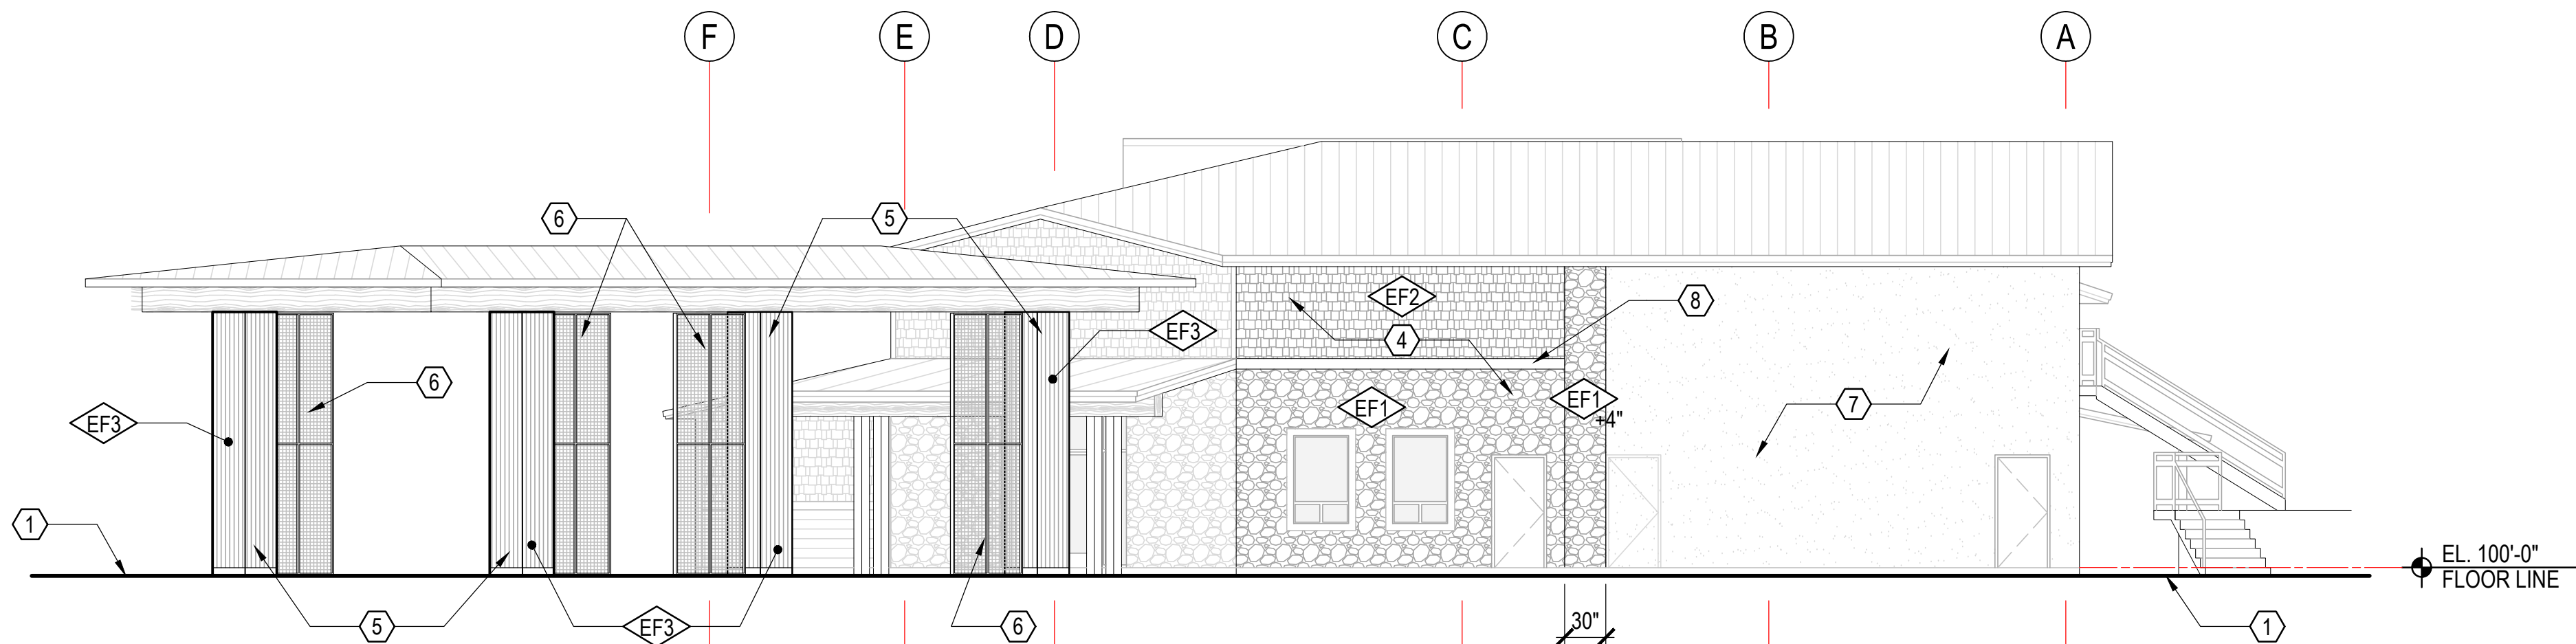 F E D C B A
6 5
EF2
8
EF3
4
6
EF1
EF1
+4"
7
EF3
1
EL. 100'-0"
FLOOR LINE
5
EF3
6
30"
1